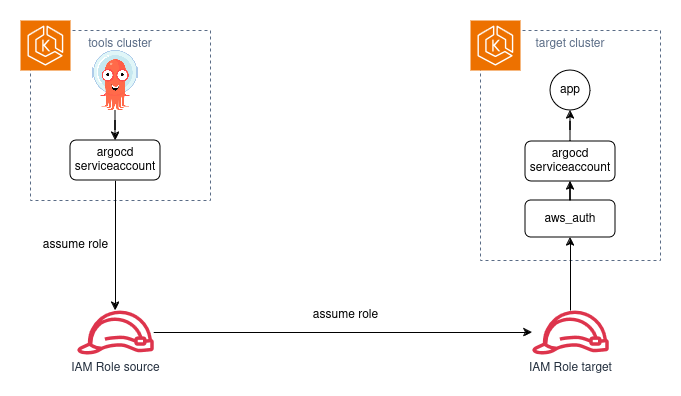 tools cluster
target cluster
K
K
app
argocd
serviceaccount
argocd
serviceaccount
aws_auth
assume role
assume role
IAM Role source
IAM Role target